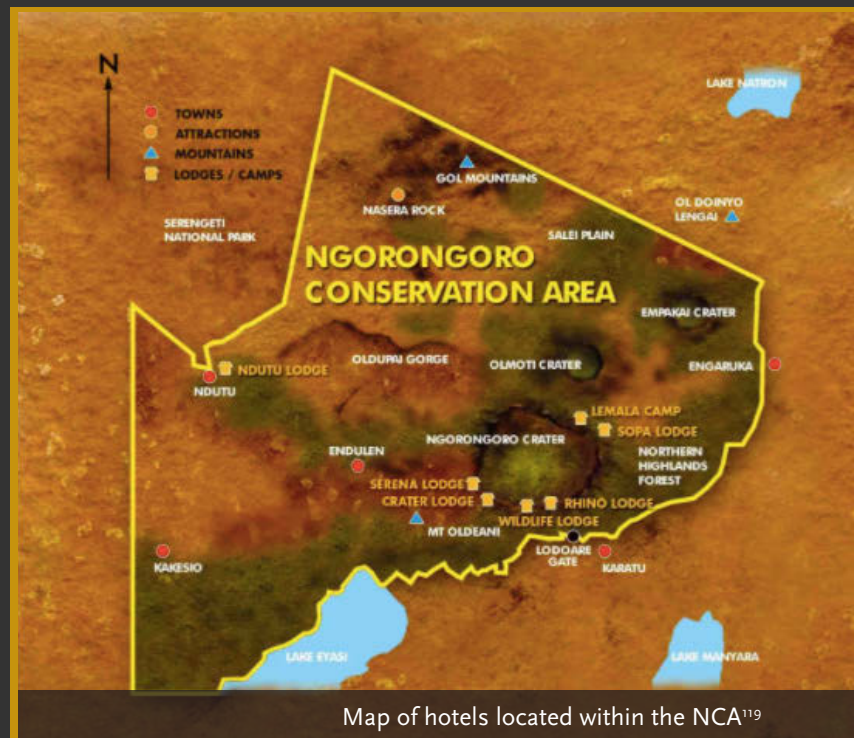 N
LAKE NATRON
TOWNS
ATTRACTIONS
MOUNTAINS
LODGES / CAMPS
GOL MOUNTAINS
NASERA ROCK
OL DOINYO
LENGAI
SERENGETI
NATIONAL PARK
SALEI PLAIN
NGORONGORO
CONSERVATION AREA
EMPAKAI CRATER
OLDUPAI GORGE
OLMOTI CRATER
ENGARUKA
NDUTU LODGE
NDUTU
LEMALA CAMP
SOPA LODGE
NGORONGORO CRATER
ENDULEN
NORTHERN
HIGHLANDS
FOREST
SERENA LODGE
CRATER LODGE
RHINO LODGE
WILDLIFE LODGE
MT OLDEANI
LODOARE
GATE
KAKESIO
KARATU
LAKE EYASI
LAKE MANYARA
Map of hotels located within the NCA¹¹⁹